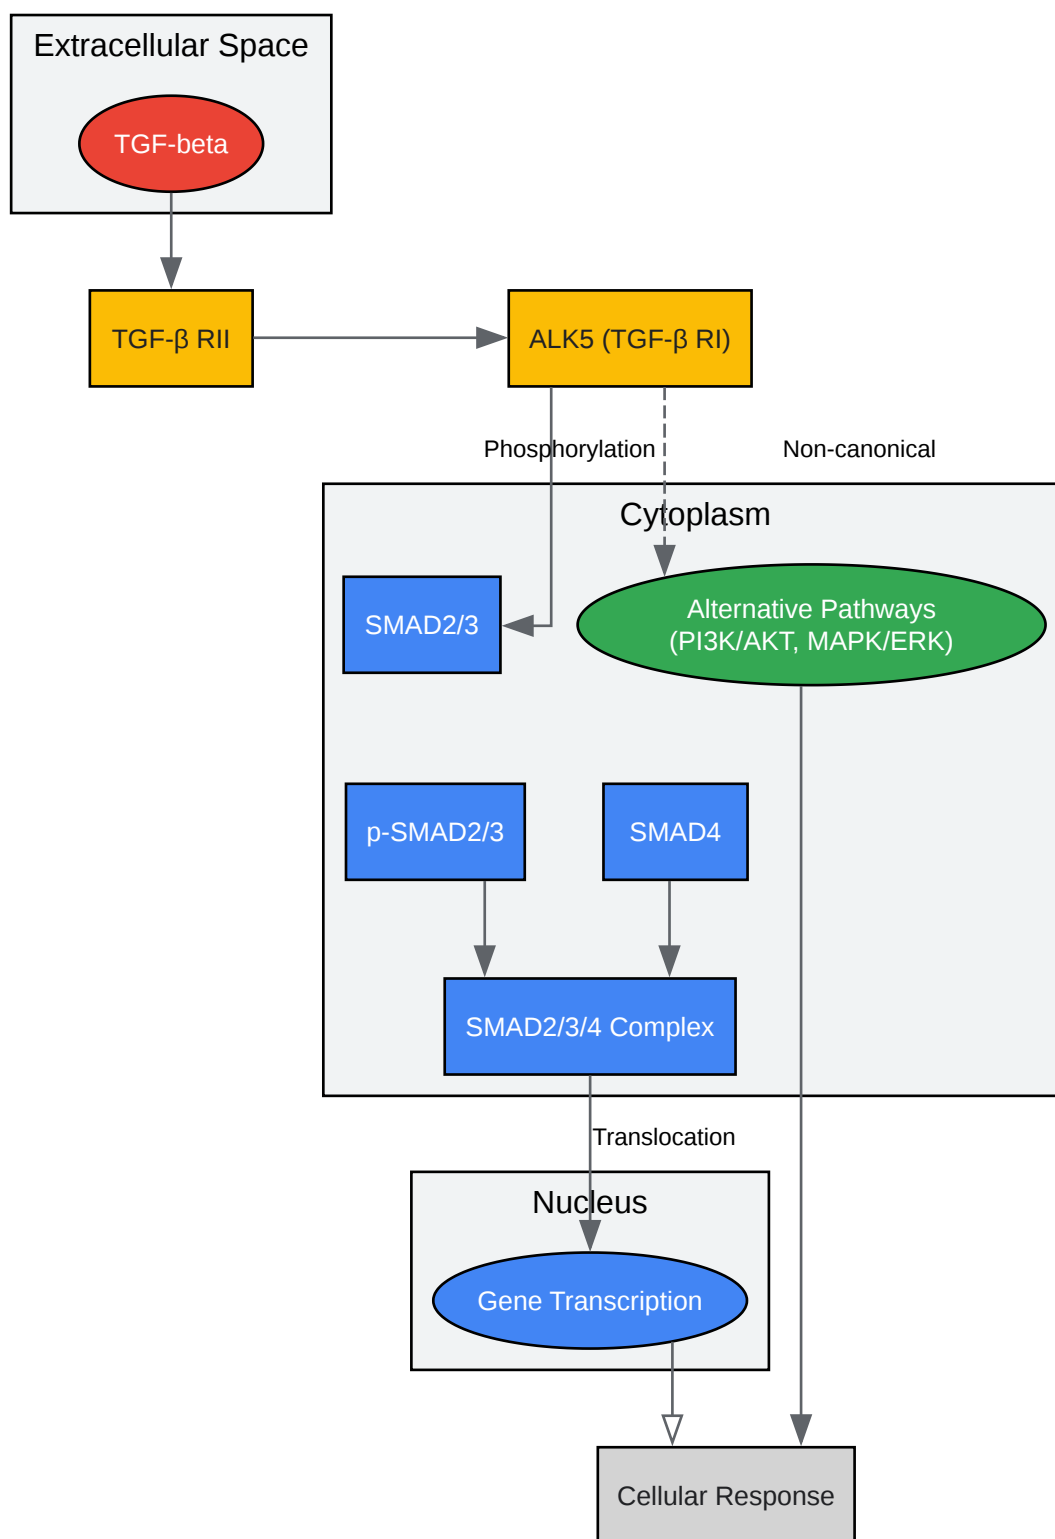 Extracellular Space
TGF-beta
TGF-β RII
ALK5 (TGF-β RI)
Phosphorylation
Non-canonical
Cytoplasm
SMAD2/3
Alternative Pathways
(PI3K/AKT, MAPK/ERK)
p-SMAD2/3
SMAD4
SMAD2/3/4 Complex
Translocation
Nucleus
Gene Transcription
Cellular Response